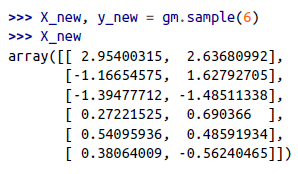 >>> X_new, y_new = gm.sample(6)
>>> X_new
array([[ 2.95400315,  2.63680992],
       [-1.16654575,  1.62792705],
       [-1.39477712, -1.48511338],
       [ 0.27221525,  0.690366  ],
       [ 0.54095936,  0.48591934],
       [ 0.38064009, -0.56240465]])